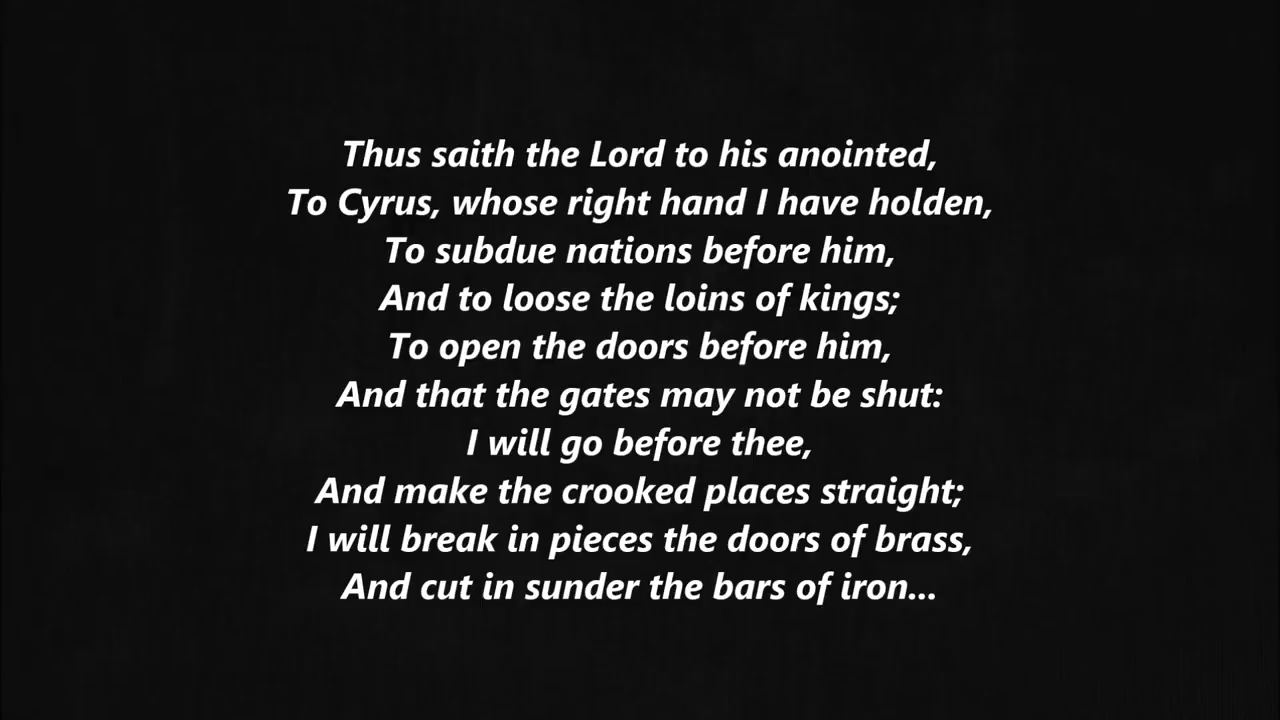 Thus saith the Lord to his anointed,
To Cyrus, whose right hand I have holden,
To subdue nations before him,
And to loose the loins of kings;
To open the doors before him,
And that the gates may not be shut:
I will go before thee,
And make the crooked places straight;
I will break in pieces the doors of brass,
And cut in sunder the bars of iron...